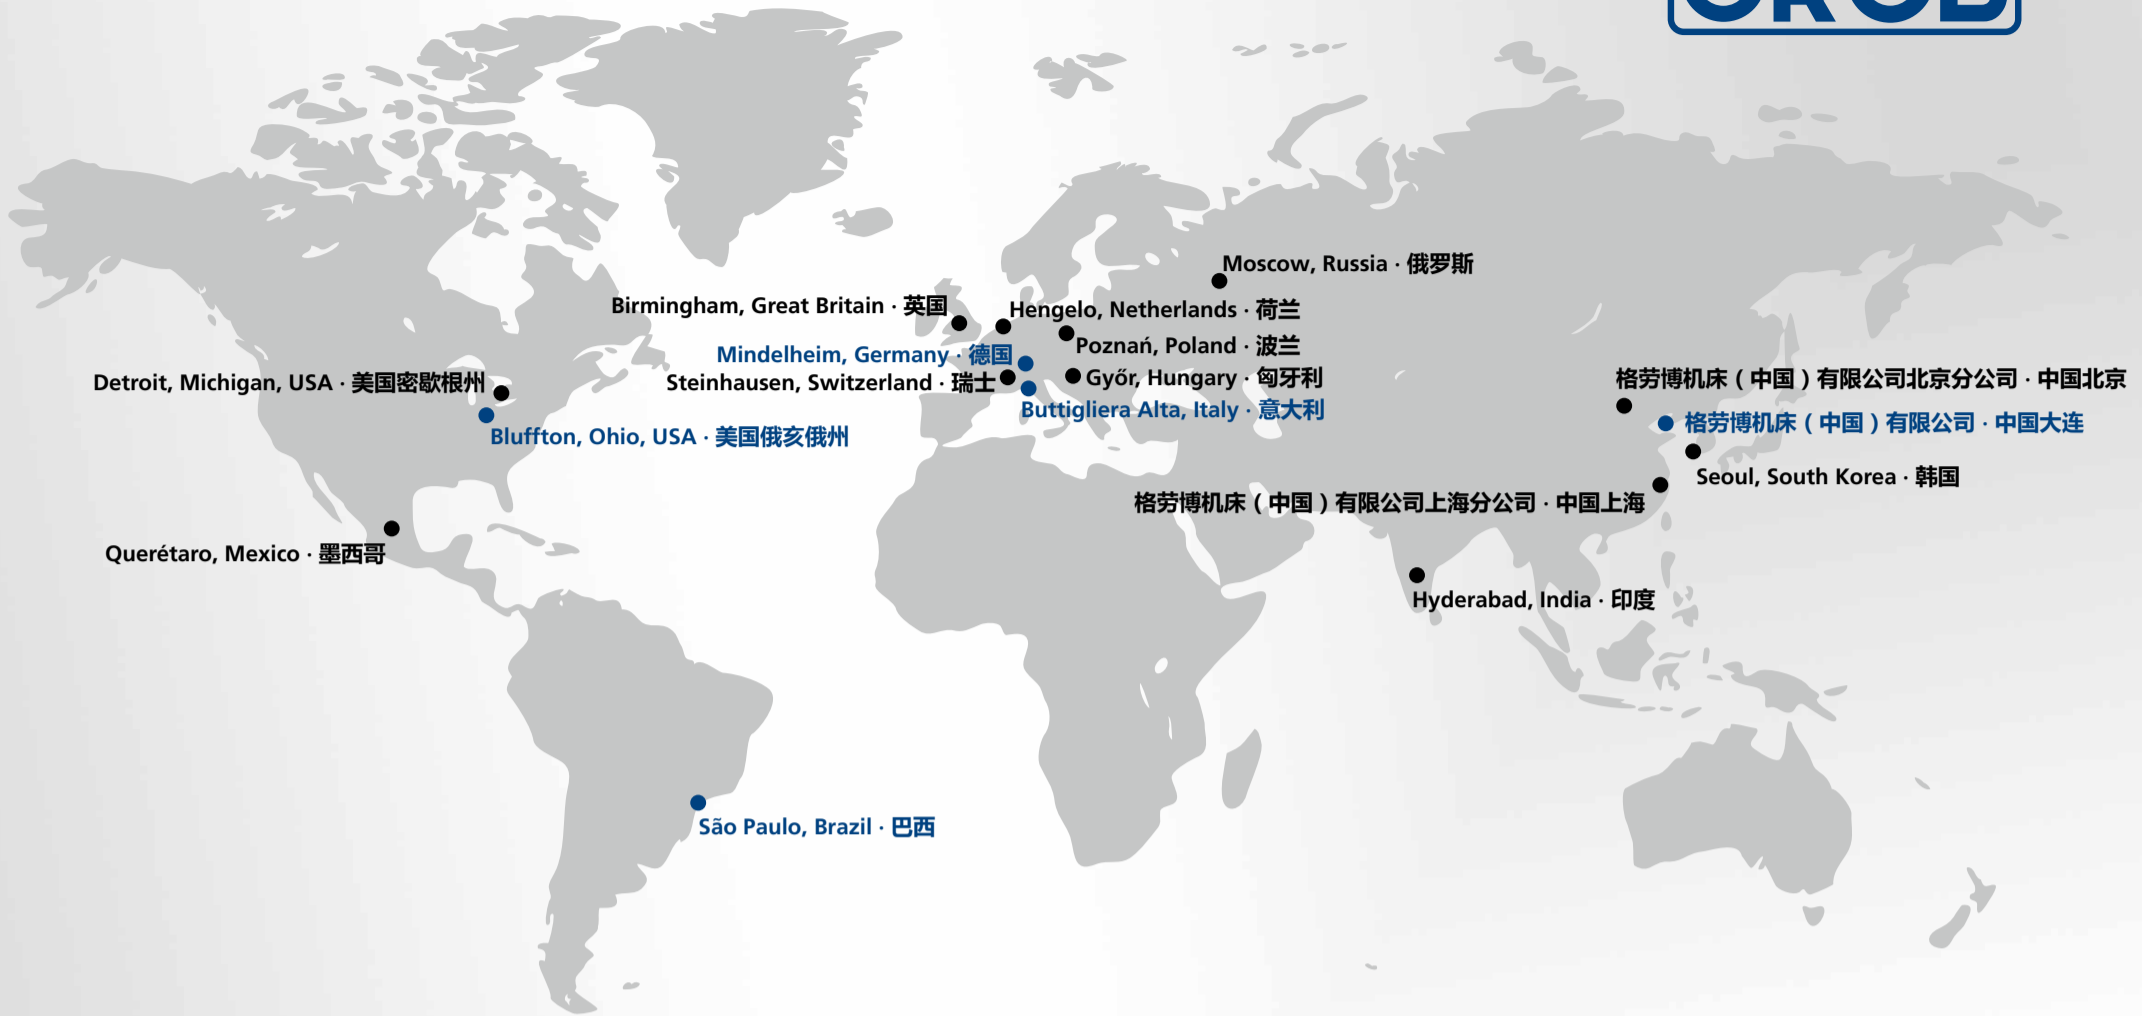 GROB
Moscow, Russia · 俄罗斯
Birmingham, Great Britain · 英国
Hengelo, Netherlands · 荷兰
Poznań, Poland · 波兰
Mindelheim, Germany · 德国
Steinhausen, Switzerland · 瑞士
Győr, Hungary · 匈牙利
Buttigliera Alta, Italy · 意大利
Detroit, Michigan, USA · 美国密歇根州
Bluffton, Ohio, USA · 美国俄亥俄州
格劳博机床（中国）有限公司北京分公司 · 中国北京
格劳博机床（中国）有限公司 · 中国大连
Seoul, South Korea · 韩国
格劳博机床（中国）有限公司上海分公司 · 中国上海
Querétaro, Mexico · 墨西哥
Hyderabad, India · 印度
São Paulo, Brazil · 巴西